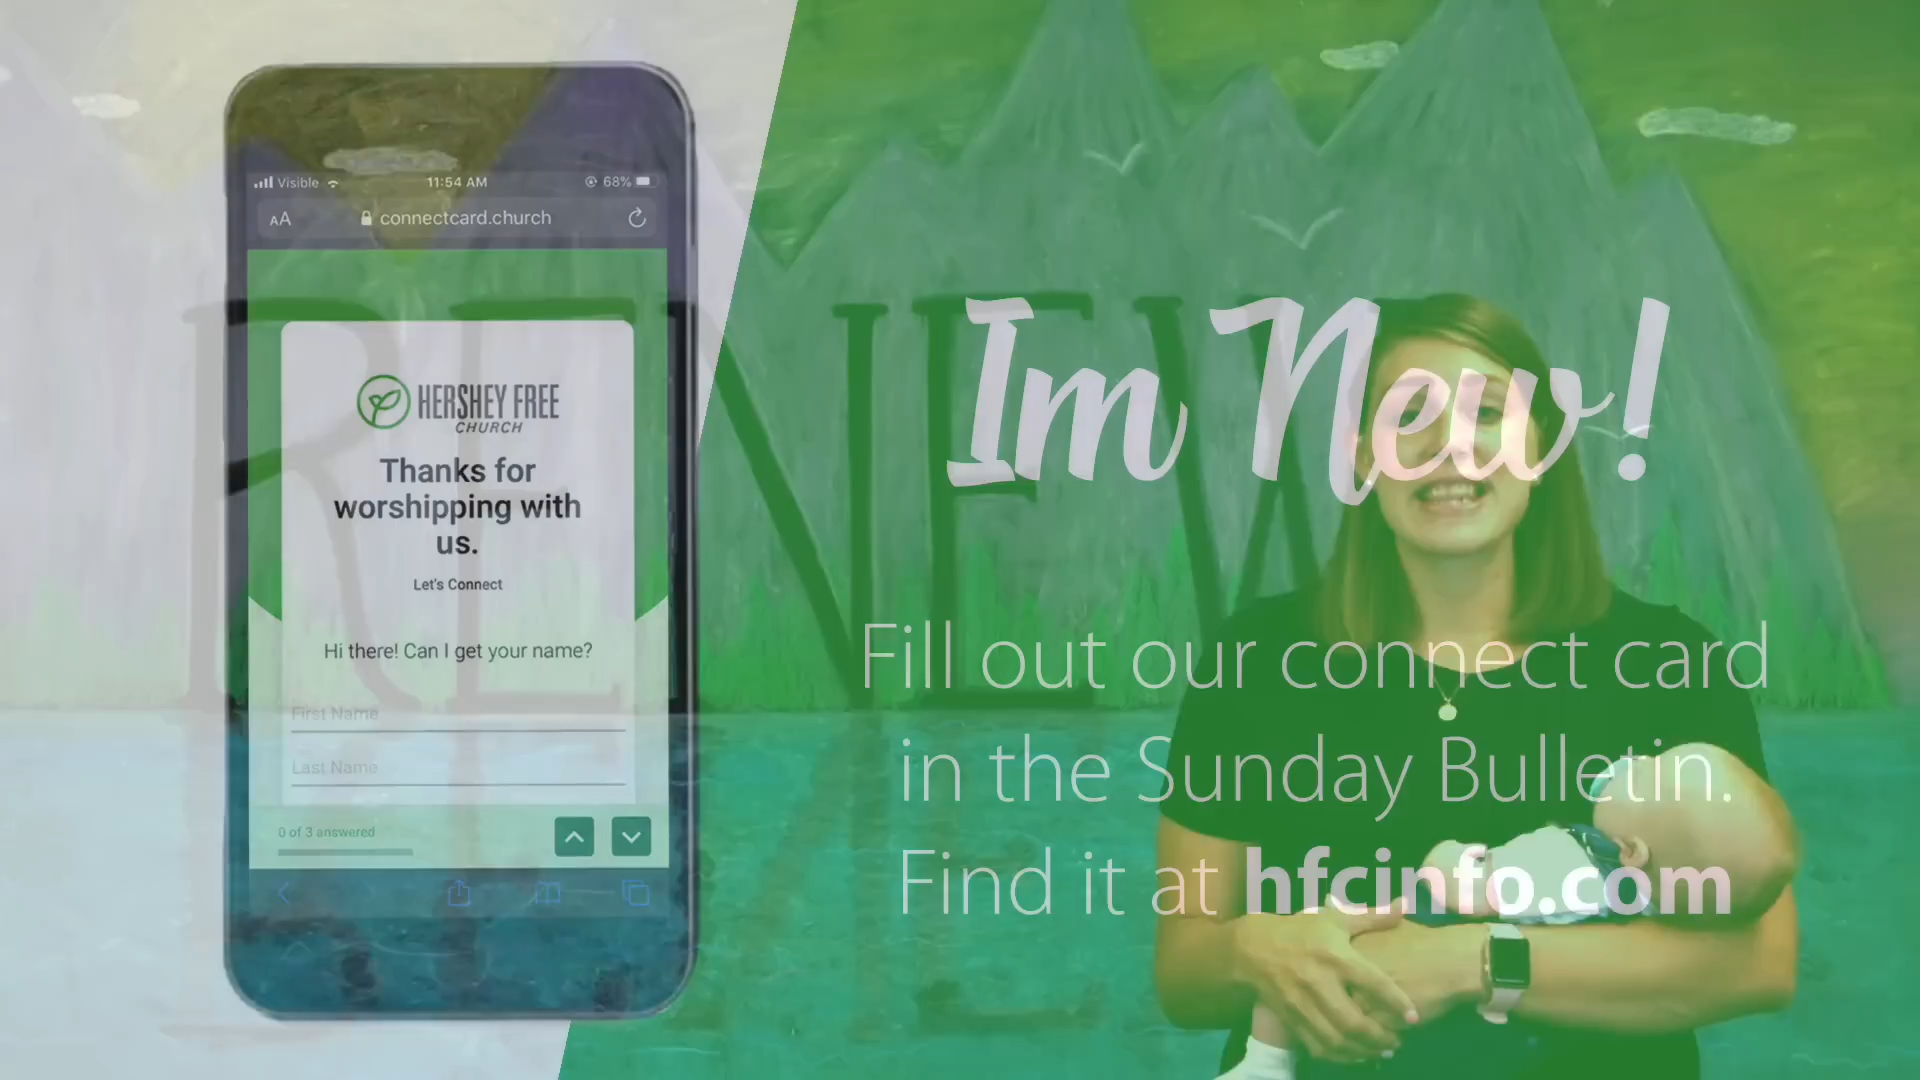 Visible
11:54 AM
68%
AA
connectcard.church
HERSHEY FREE
CHURCH
Thanks for
worshipping with
us.
Let's Connect
Hi there! Can I get your name?
First Name
Last Name
0 of 3 answered
RENEW
Im New!
Fill out our connect card
in the Sunday Bulletin.
Find it at hfcinfo.com